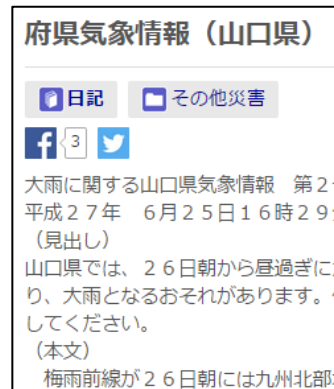 府県気象情報（山口県）
日記 その他災害
3
大雨に関する山口県気象情報　第２
平成２７年　６月２５日１６時２９
（見出し）
山口県では、２６日朝から昼過ぎに
り、大雨となるおそれがあります。
してください。
（本文）
　梅雨前線が２６日朝には九州北部